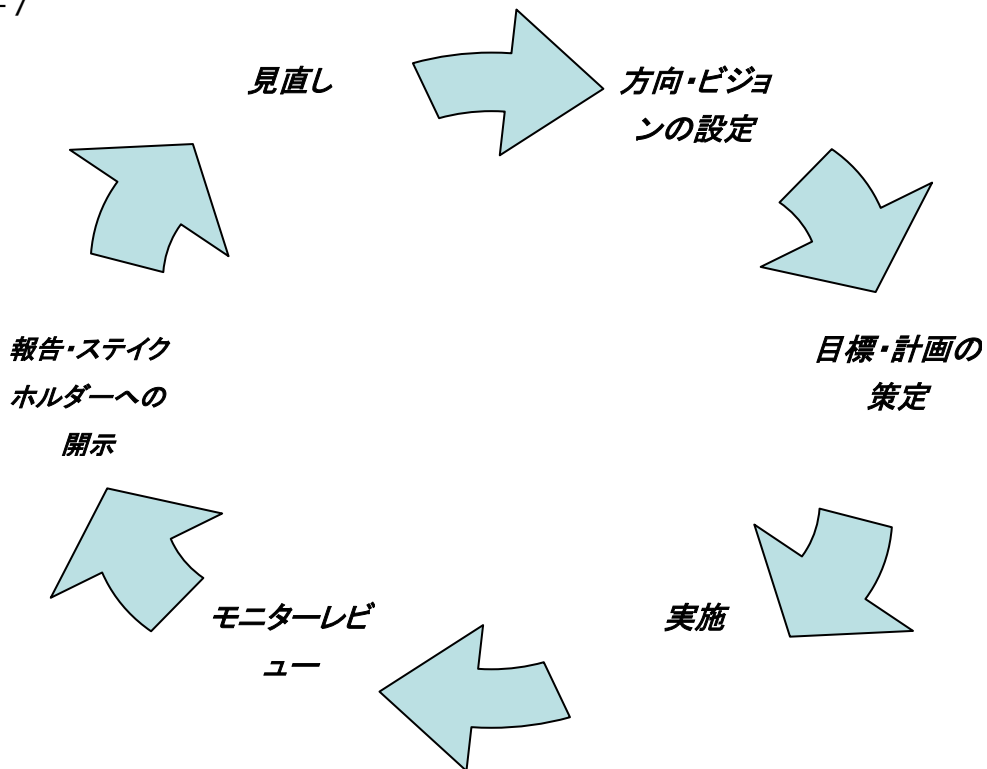 見直し
方向・ビジョ
ンの設定
目標・計画の
策定
実施
モニターレビ
ュー
報告・ステイク
ホルダーへの
開示